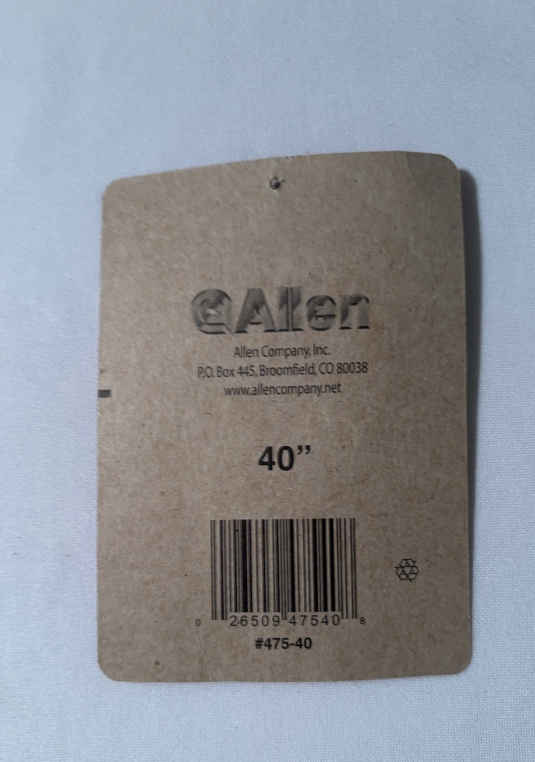 @Allen
Allen Company, Inc.
P.O. Box 445, Broomfield, CO 80038
www.allencompany.net
40”
0 26509 47540 8
#475-40